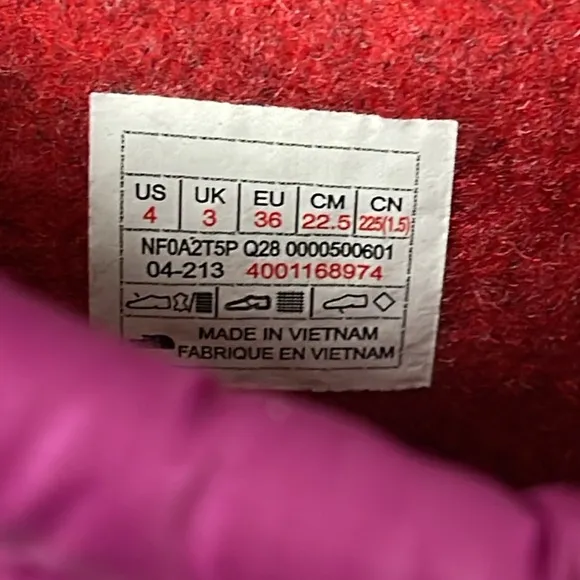 US UK EU CM CN
4 3 36 22.5 225(1.5)
NF0A2T5P Q28 0000500601
04-213 4001168974
MADE IN VIETNAM
FABRIQUE EN VIETNAM